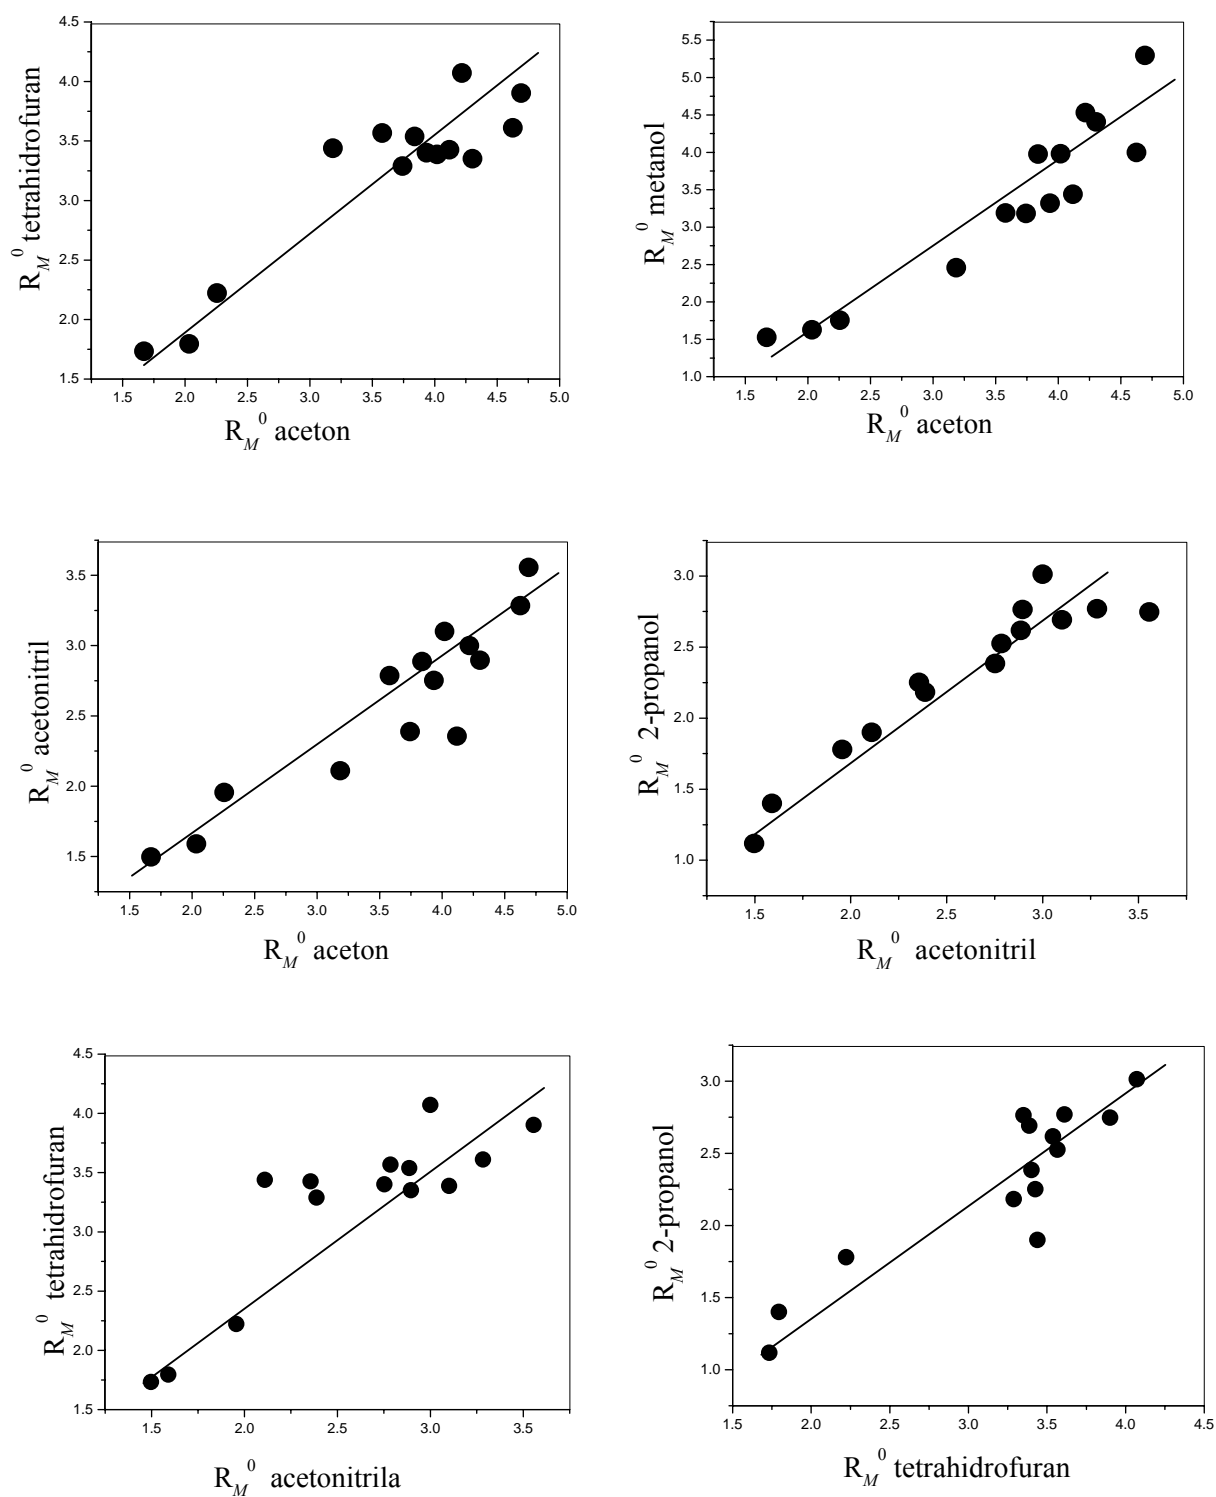 4.5
4.0
3.5
3.0
2.5
2.0
1.5
1.5 2.0 2.5 3.0 3.5 4.0 4.5 5.0
R_M^0 tetrahidrofuran
R_M^0 aceton
5.5
5.0
4.5
4.0
3.5
3.0
2.5
2.0
1.5
1.0
1.5 2.0 2.5 3.0 3.5 4.0 4.5 5.0
R_M^0 metanol
R_M^0 aceton
3.5
3.0
2.5
2.0
1.5
1.5 2.0 2.5 3.0 3.5 4.0 4.5 5.0
R_M^0 acetonitril
R_M^0 aceton
3.0
2.5
2.0
1.5
1.0
1.5 2.0 2.5 3.0 3.5
R_M^0 2-propanol
R_M^0 acetonitril
4.5
4.0
3.5
3.0
2.5
2.0
1.5
1.5 2.0 2.5 3.0 3.5
R_M^0 tetrahidrofuran
R_M^0 acetonitrila
3.0
2.5
2.0
1.5
1.0
1.5 2.0 2.5 3.0 3.5 4.0 4.5
R_M^0 2-propanol
R_M^0 tetrahidrofuran